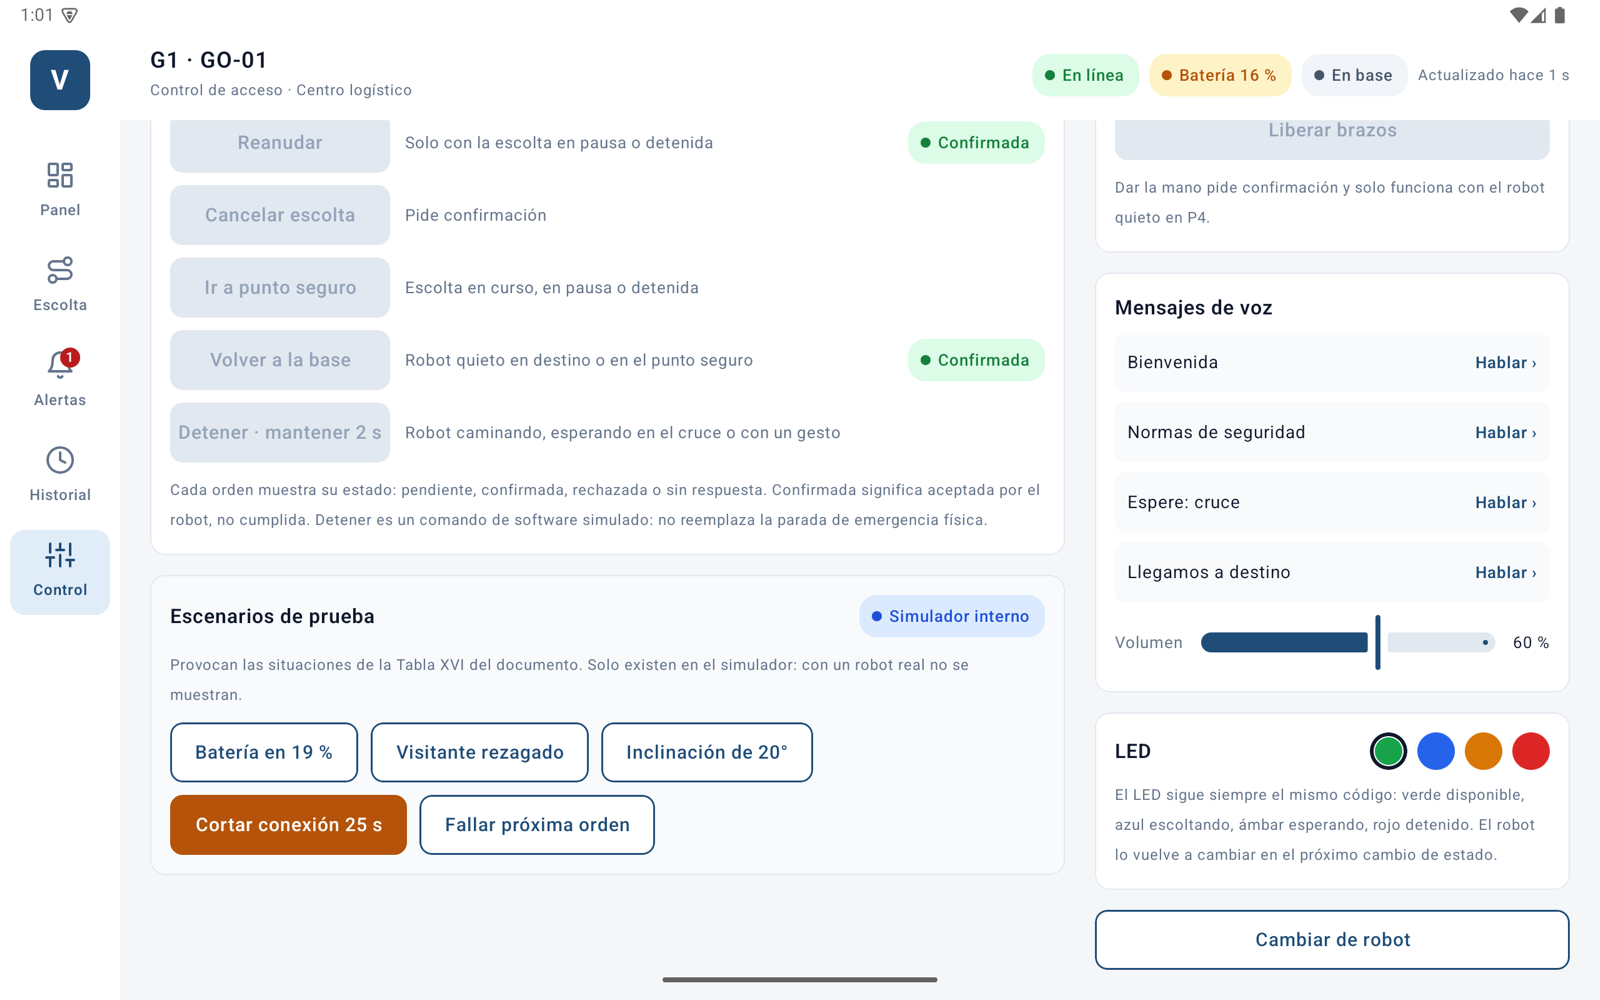 1:01
V
G1 · GO-01
Control de acceso · Centro logístico
En línea
Batería 16 %
En base
Actualizado hace 1 s
Panel
Escolta
1
Alertas
Historial
Control
Reanudar
Solo con la escolta en pausa o detenida
Confirmada
Cancelar escolta
Pide confirmación
Ir a punto seguro
Escolta en curso, en pausa o detenida
Volver a la base
Robot quieto en destino o en el punto seguro
Confirmada
Detener · mantener 2 s
Robot caminando, esperando en el cruce o con un gesto
Cada orden muestra su estado: pendiente, confirmada, rechazada o sin respuesta. Confirmada significa aceptada por el
robot, no cumplida. Detener es un comando de software simulado: no reemplaza la parada de emergencia física.
Escenarios de prueba
Simulador interno
Provocan las situaciones de la Tabla XVI del documento. Solo existen en el simulador: con un robot real no se
muestran.
Batería en 19 %
Visitante rezagado
Inclinación de 20°
Cortar conexión 25 s
Fallar próxima orden
Liberar brazos
Dar la mano pide confirmación y solo funciona con el robot
quieto en P4.
Mensajes de voz
Bienvenida
Hablar ›
Normas de seguridad
Hablar ›
Espere: cruce
Hablar ›
Llegamos a destino
Hablar ›
Volumen
60 %
LED
El LED sigue siempre el mismo código: verde disponible,
azul escoltando, ámbar esperando, rojo detenido. El robot
lo vuelve a cambiar en el próximo cambio de estado.
Cambiar de robot